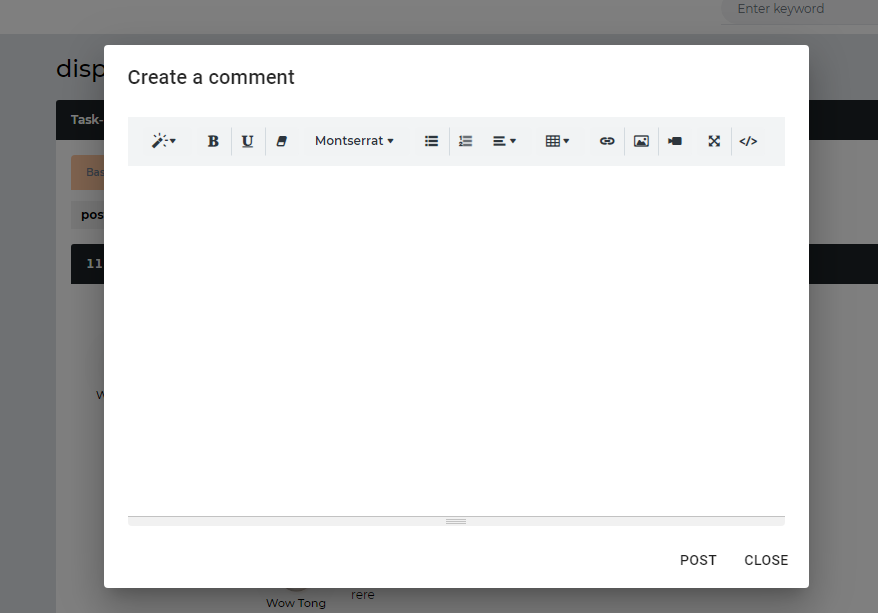 Enter keyword
disp
Create a comment
Task-
B U Montserrat </>
Bas
pos
11
W
POST CLOSE
rere
Wow Tong